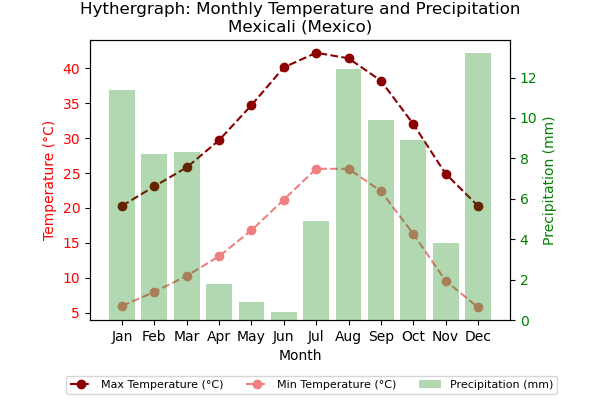 Hythergraph: Monthly Temperature and Precipitation
Mexicali (Mexico)
Temperature (°C)
40
35
30
25
20
15
10
5
Precipitation (mm)
12
10
8
6
4
2
0
Jan Feb Mar Apr May Jun Jul Aug Sep Oct Nov Dec
Month
Max Temperature (°C) Min Temperature (°C) Precipitation (mm)